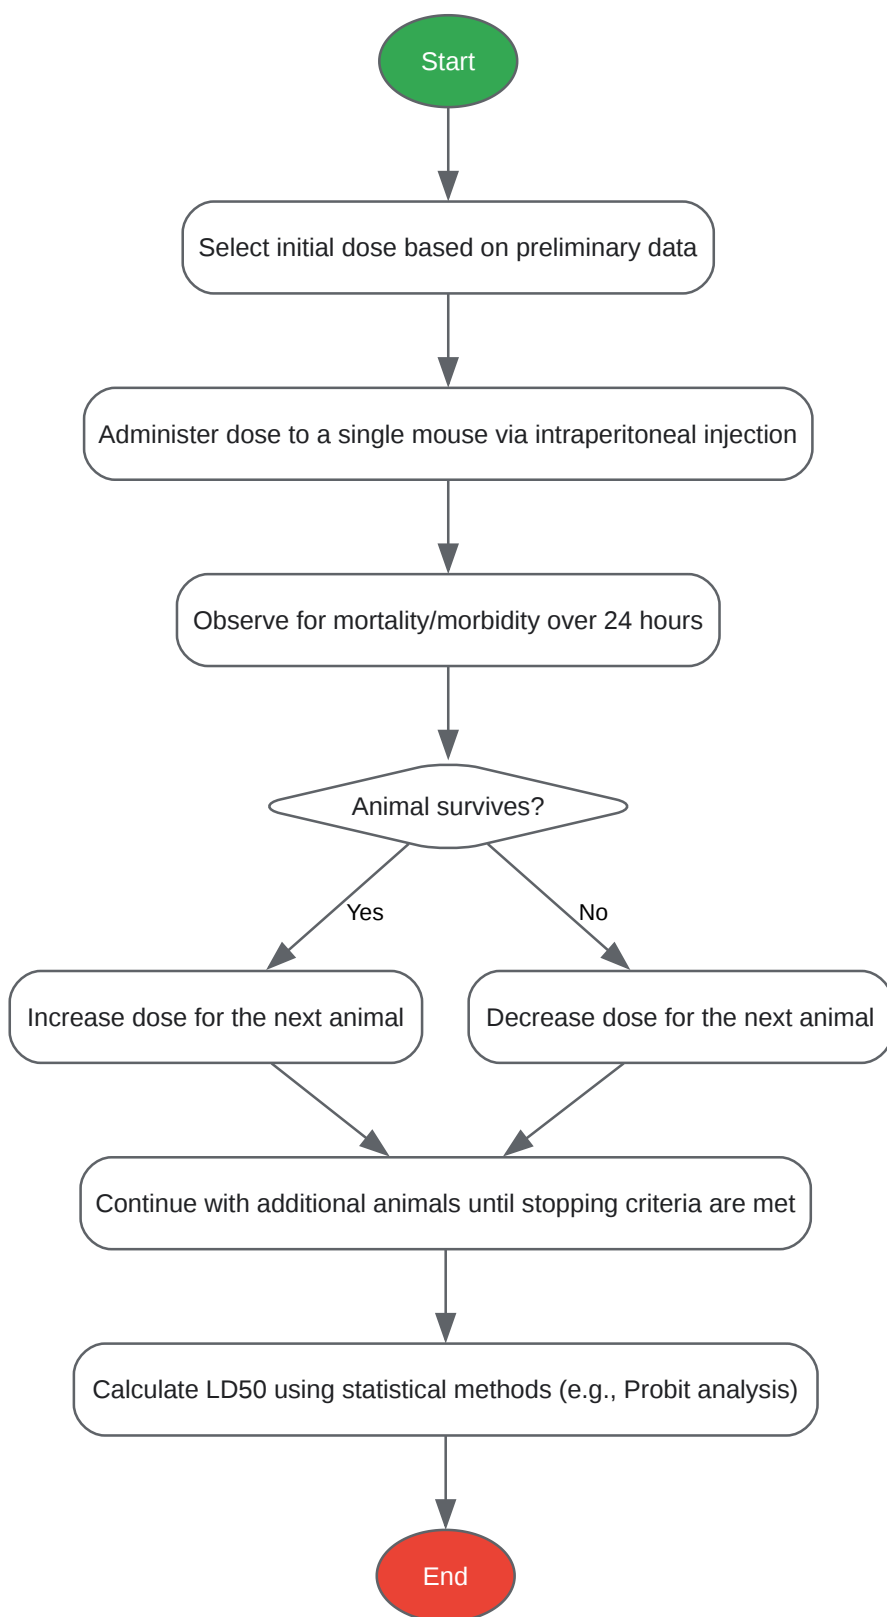 Start
Select initial dose based on preliminary data
Administer dose to a single mouse via intraperitoneal injection
Observe for mortality/morbidity over 24 hours
Animal survives?
Yes
No
Increase dose for the next animal
Decrease dose for the next animal
Continue with additional animals until stopping criteria are met
Calculate LD50 using statistical methods (e.g., Probit analysis)
End